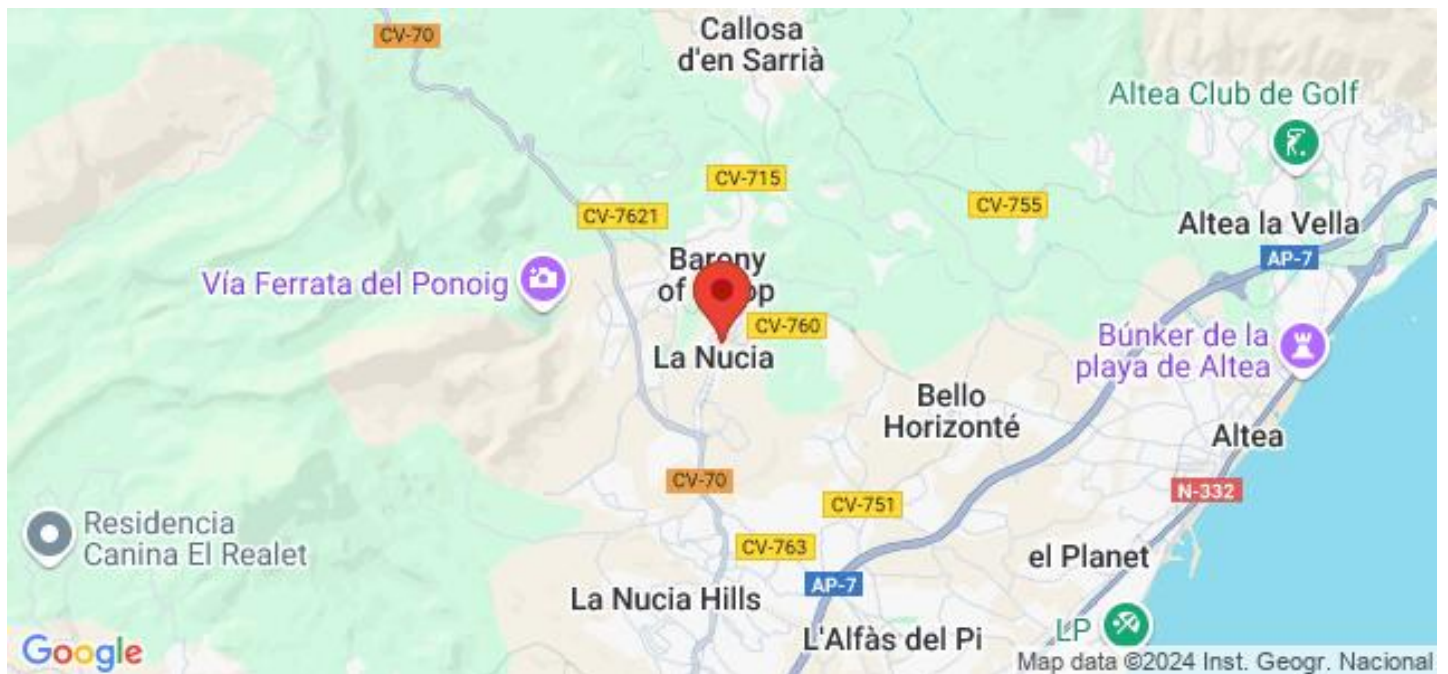 CV-70
Callosa
d'en Sarrià
Altea Club de Golf
CV-715
CV-7621
CV-755
Altea la Vella
AP-7
Barony
of
Vía Ferrata del Ponoig
CV-760
La Nucia
Búnker de la
playa de Altea
Bello
Horizonté
Altea
CV-70
N-332
CV-751
Residencia
Canina El Realet
CV-763
el Planet
AP-7
La Nucia Hills
L'Alfàs del Pi
LP
Google
Map data ©2024 Inst. Geogr. Nacional